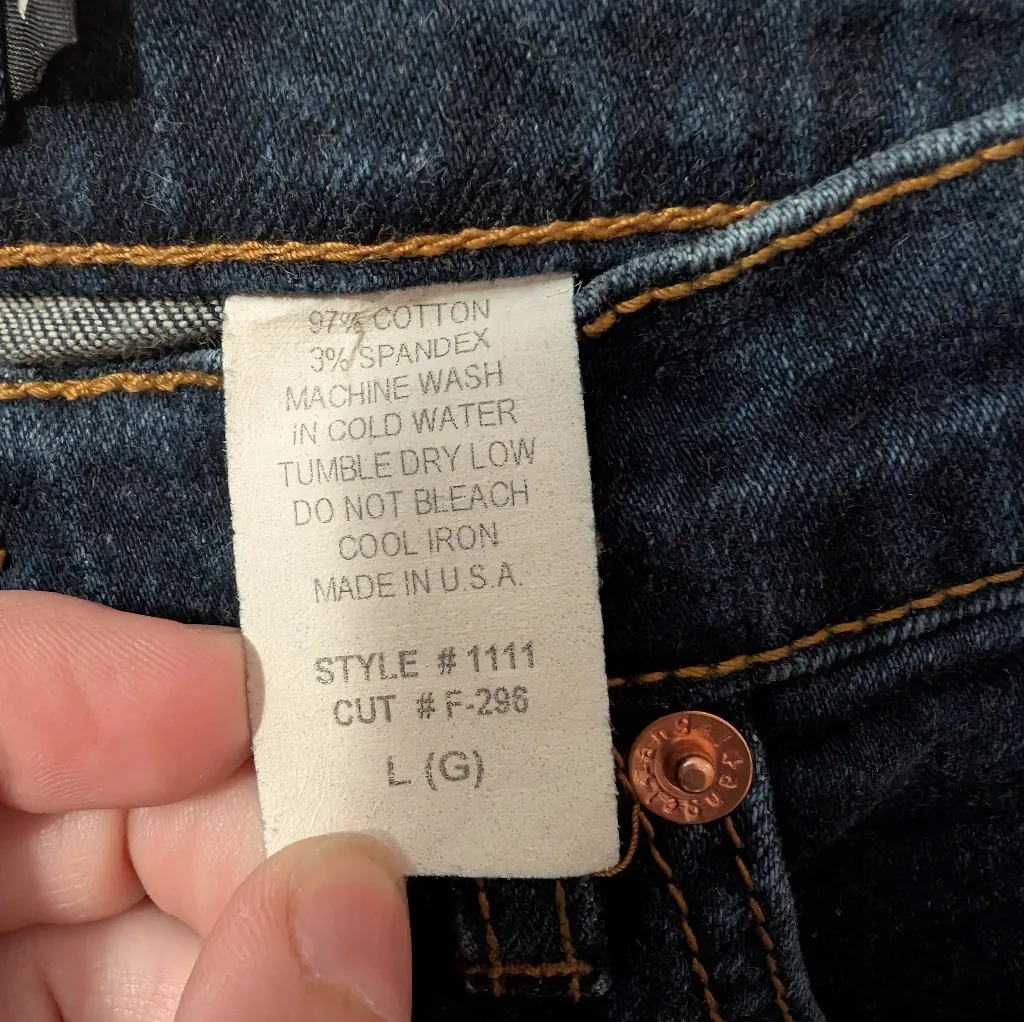 97% COTTON
3% SPANDEX
MACHINE WASH
IN COLD WATER
TUMBLE DRY LOW
DO NOT BLEACH
COOL IRON
MADE IN U.S.A.
STYLE # 1111
CUT # F-296
L (G)